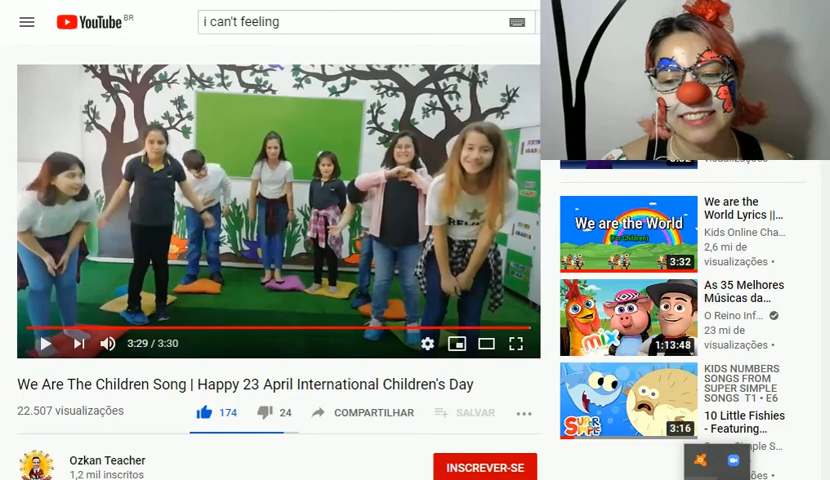 YouTube BR
i can't feeling
3:29 / 3:30
We Are The Children Song | Happy 23 April International Children's Day
22.507 visualizações
174
24
COMPARTILHAR
SALVAR
Ozkan Teacher
1,2 mil inscritos
INSCREVER-SE
visualizações •
We are the World
3:32
We are the
World Lyrics ||...
Kids Online Cha...
2,6 mi de
visualizações •
MIX
1:13:48
As 35 Melhores
Músicas da...
O Reino Inf...
23 mi de
visualizações •
SUPER
SIMPLE
3:16
KIDS NUMBERS
SONGS FROM
SUPER SIMPLE
SONGS T1 • E6
10 Little Fishies
- Featuring...